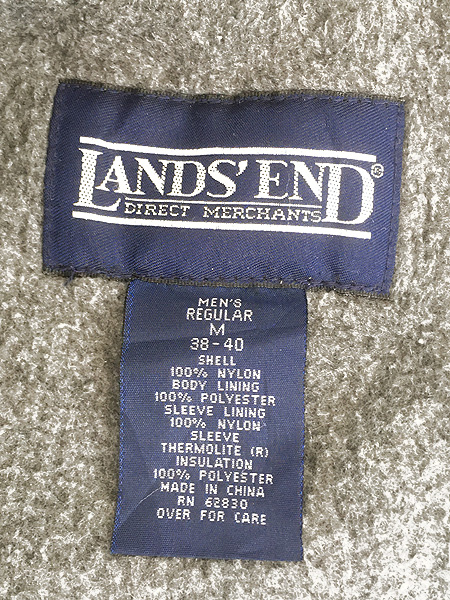 LANDS' END®
DIRECT MERCHANTS
MEN'S
REGULAR
M
38-40
SHELL
100% NYLON
BODY LINING
100% POLYESTER
SLEEVE LINING
100% NYLON
SLEEVE
THERMOLITE (R)
INSULATION
100% POLYESTER
MADE IN CHINA
RN 62830
OVER FOR CARE